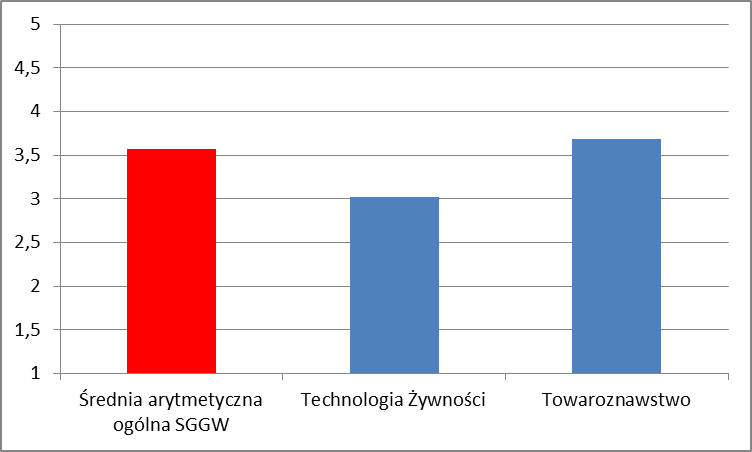 5
4,5
4
3,5
3
2,5
2
1,5
1
Średnia arytmetyczna
ogólna SGGW
Technologia Żywności
Towaroznawstwo